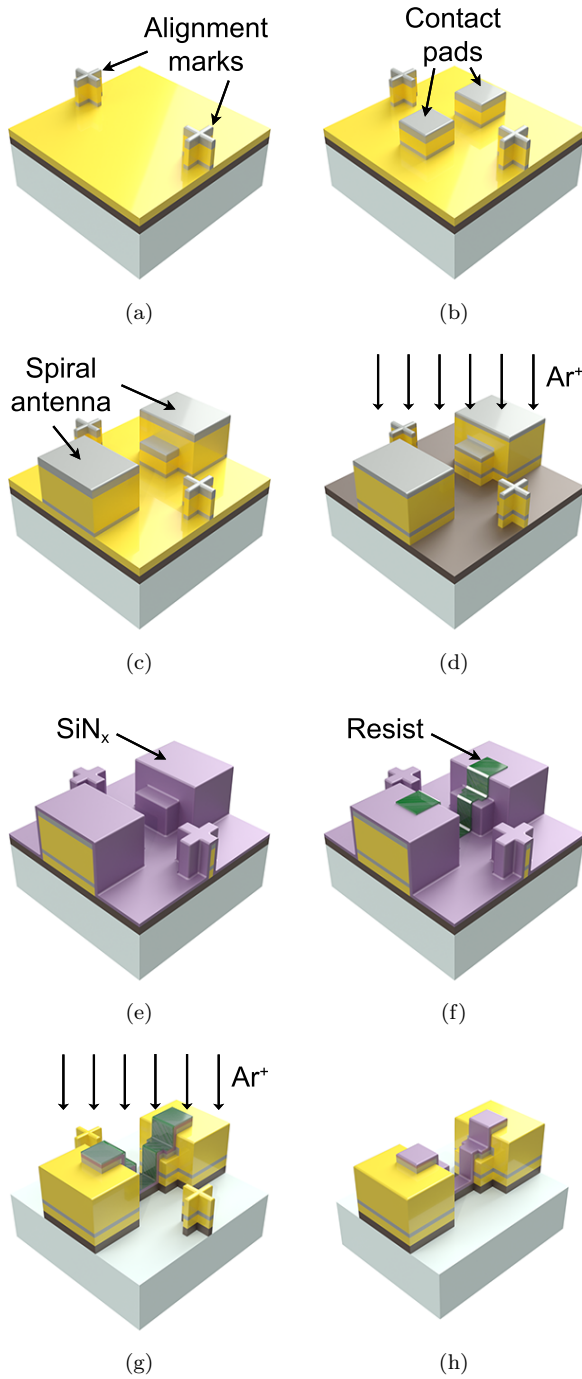 Alignment
marks
Contact
pads
(a)
(b)
Spiral
antenna
Ar⁺
(c)
(d)
SiNₓ
Resist
(e)
(f)
Ar⁺
(g)
(h)